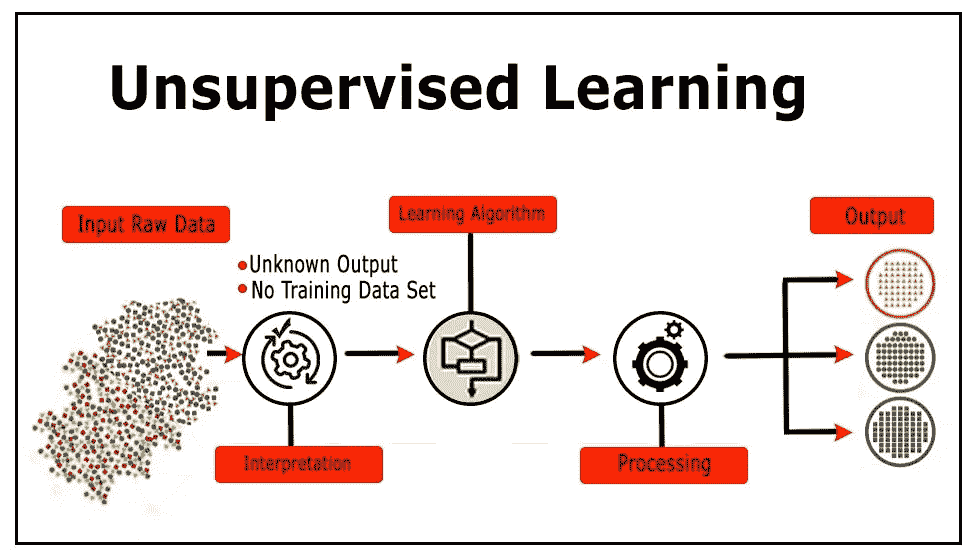 Unsupervised Learning
Input Raw Data
Unknown Output
No Training Data Set
Learning Algorithm
Output
Interpretation
Processing